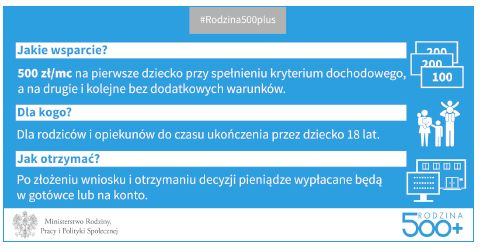 #Rodzina500plus
Jakie wsparcie?
500 zł/mc na pierwsze dziecko przy spełnieniu kryterium dochodowego,
a na drugie i kolejne bez dodatkowych warunków.
200
200
100
Dla kogo?
Dla rodziców i opiekunów do czasu ukończenia przez dziecko 18 lat.
Jak otrzymać?
Po złożeniu wniosku i otrzymaniu decyzji pieniądze wypłacane będą
w gotówce lub na konto.
Ministerstwo Rodziny,
Pracy i Polityki Społecznej
RODZINA
500+